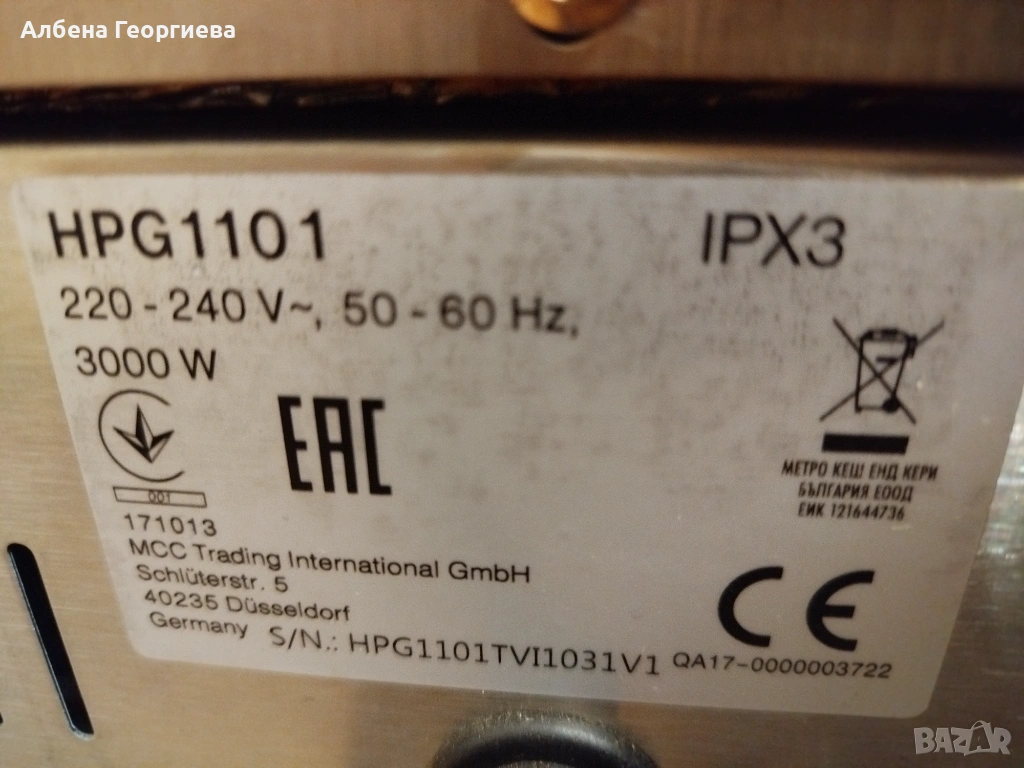 Албена Георгиева
HPG1101
IPX3
220 - 240 V~, 50 - 60 Hz,
3000 W
EAC
001
171013
MCC Trading International GmbH
Schlüterstr. 5
40235 Düsseldorf
Germany
S/N.: HPG1101TVI1031V1
МЕТРО КЕШ ЕНД КЕРИ
БЪЛГАРИЯ ЕООД
ЕИК 121644736
CE
QA17-0000003722
BAZAR